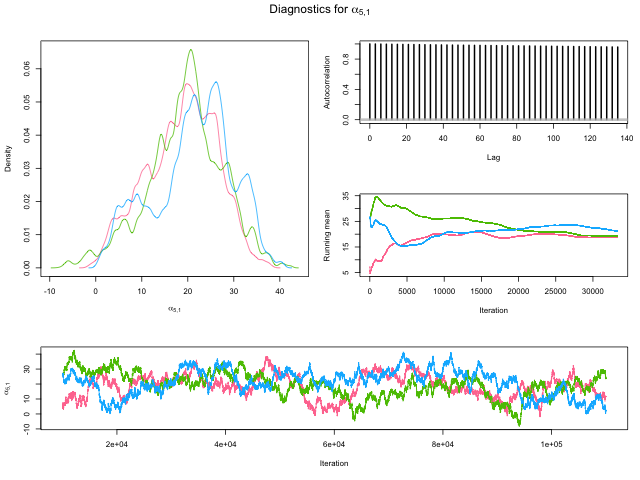 Diagnostics for α5,1
Density
0.00 0.01 0.02 0.03 0.04 0.05 0.06
-10 0 10 20 30 40
α5,1
Autocorrelation
0.0 0.4 0.8
0 20 40 60 80 100 120 140
Lag
Running mean
5 15 25 35
0 5000 10000 15000 20000 25000 30000
Iteration
α5,1
-10 0 10 20 30
2e+04 4e+04 6e+04 8e+04 1e+05
Iteration